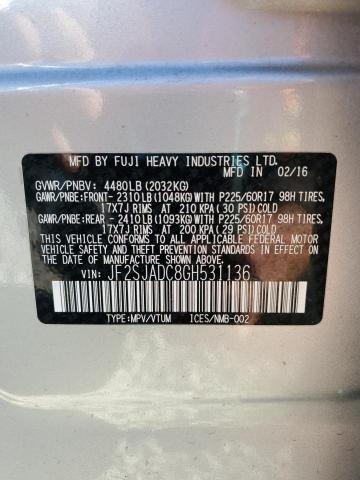 MFD BY FUJI HEAVY INDUSTRIES LTD.
MFD IN 02/16
GVWR/PNBV: 4480LB (2032KG)
GAWR/PNBE:FRONT- 2310LB (1048KG)WITH P225/60R17 98H TIRES,
17X7J RIMS AT 210 KPA (30 PSI)COLD
GAWR/PNBE:REAR - 2410LB (1093KG)WITH P225/60R17 98H TIRES,
17X7J RIMS AT 200 KPA (29 PSI)COLD
THIS VEHICLE CONFORMS TO ALL APPLICABLE FEDERAL MOTOR
VEHICLE SAFETY, BUMPER, AND THEFT PREVENTION STANDARDS
IN EFFECT ON THE DATE OF MANUFACTURE SHOWN ABOVE.
VIN:JF2SJADC8GH531136
TYPE:MPV/VTUM ICES/NMB-002